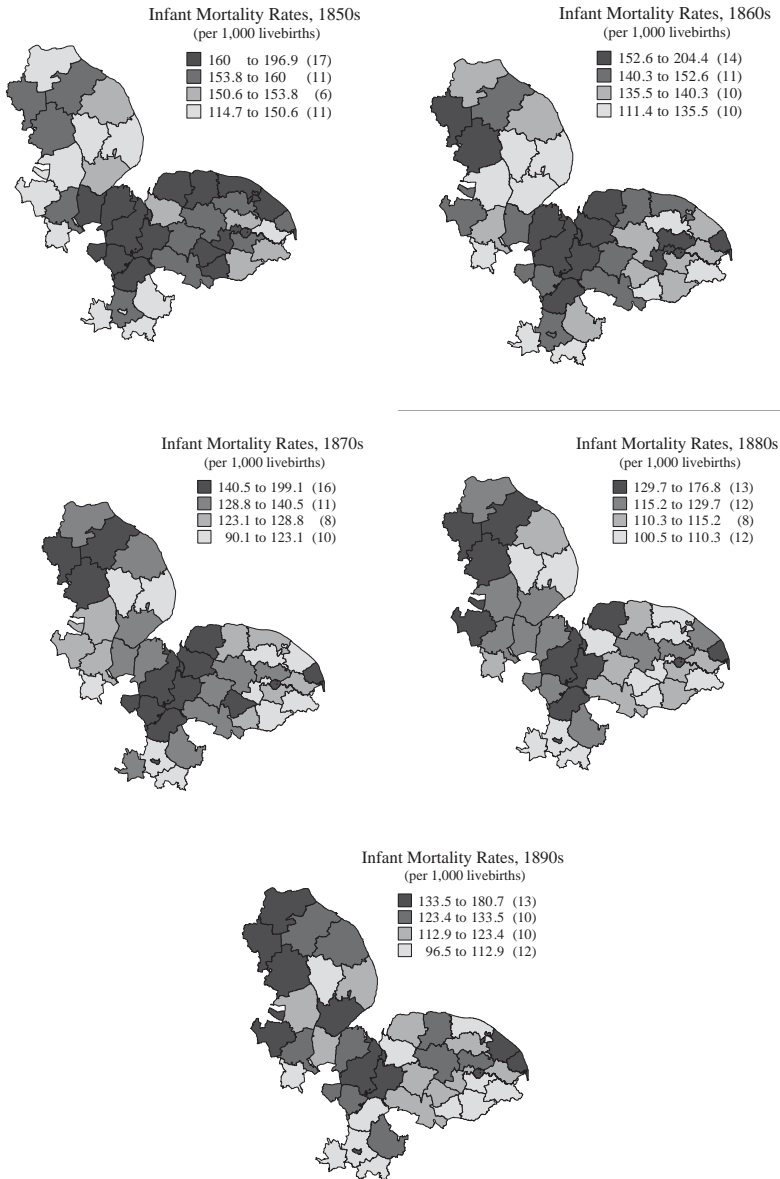 Infant Mortality Rates, 1850s
(per 1,000 livebirths)
160 to 196.9 (17)
153.8 to 160 (11)
150.6 to 153.8 (6)
114.7 to 150.6 (11)
Infant Mortality Rates, 1860s
(per 1,000 livebirths)
152.6 to 204.4 (14)
140.3 to 152.6 (11)
135.5 to 140.3 (10)
111.4 to 135.5 (10)
Infant Mortality Rates, 1870s
(per 1,000 livebirths)
140.5 to 199.1 (16)
128.8 to 140.5 (11)
123.1 to 128.8 (8)
90.1 to 123.1 (10)
Infant Mortality Rates, 1880s
(per 1,000 livebirths)
129.7 to 176.8 (13)
115.2 to 129.7 (12)
110.3 to 115.2 (8)
100.5 to 110.3 (12)
Infant Mortality Rates, 1890s
(per 1,000 livebirths)
133.5 to 180.7 (13)
123.4 to 133.5 (10)
112.9 to 123.4 (10)
96.5 to 112.9 (12)